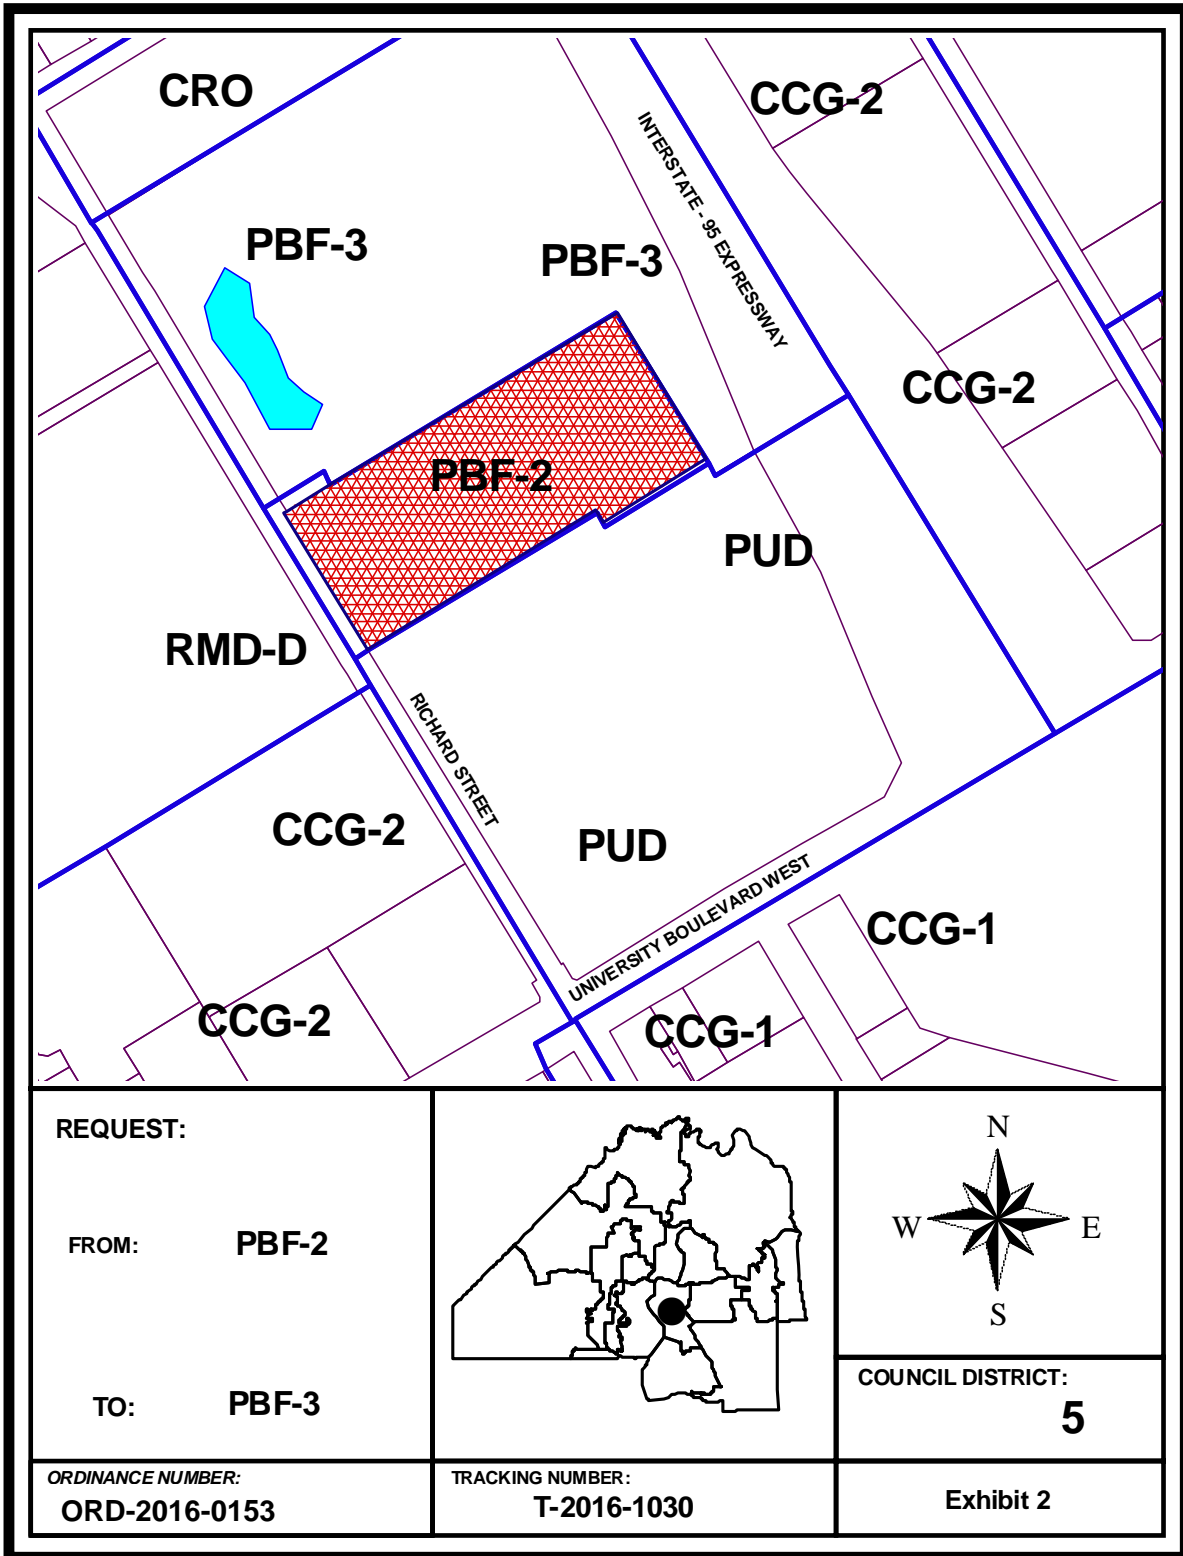 CRO
CCG-2
INTERSTATE - 95 EXPRESSWAY
PBF-3
PBF-3
CCG-2
PBF-2
PUD
RMD-D
RICHARD STREET
CCG-2
PUD
UNIVERSITY BOULEVARD WEST
CCG-1
CCG-2
CCG-1
REQUEST:
FROM: PBF-2
TO: PBF-3
N
W E
S
COUNCIL DISTRICT:
5
ORDINANCE NUMBER:
ORD-2016-0153
TRACKING NUMBER:
T-2016-1030
Exhibit 2